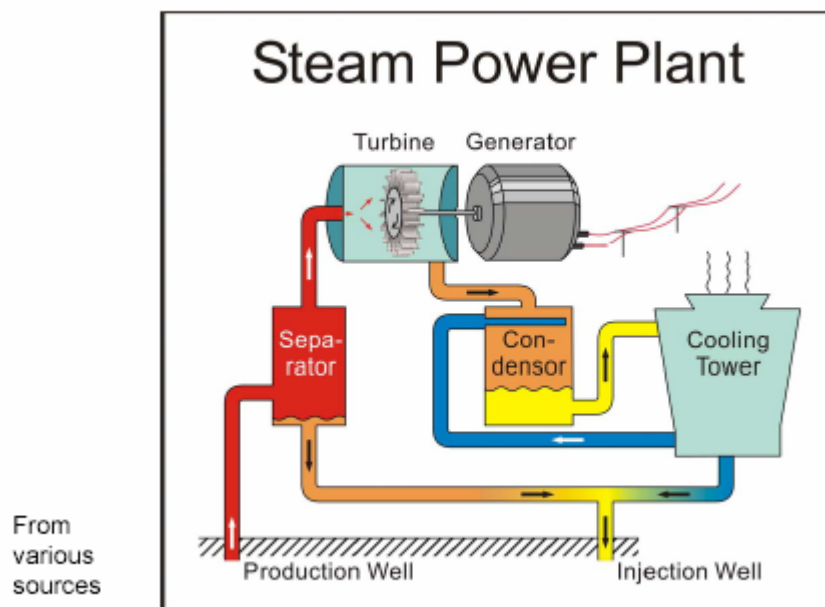 Steam Power Plant
Turbine
Generator
Sepa-
rator
Con-
densor
Cooling
Tower
From
various
sources
Production Well
Injection Well